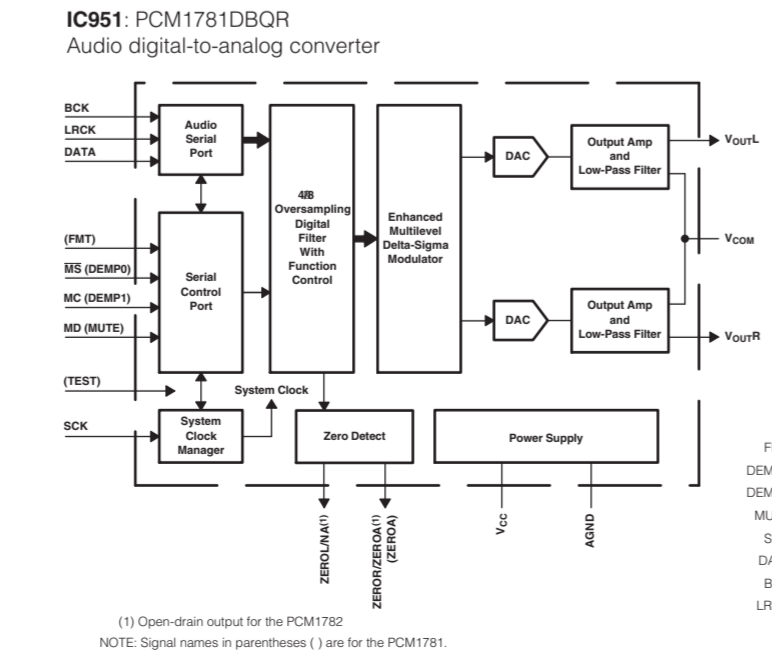 IC951: PCM1781DBQR
Audio digital-to-analog converter
BCK
LRCK
DATA
Audio
Serial
Port
(FMT)
MS (DEMP0)
MC (DEMP1)
MD (MUTE)
Serial
Control
Port
(TEST)
SCK
System
Clock
Manager
System Clock
Oversampling
Digital
Filter
With
Function
Control
Enhanced
Multilevel
Delta-Sigma
Modulator
DAC
Output Amp
and
Low-Pass Filter
VOUTL
VCOM
DAC
Output Amp
and
Low-Pass Filter
VOUTR
Zero Detect
Power Supply
ZEROL/NA(1)
ZEROR/ZEROA(1)
(ZEROA)
VCC
AGND
(1) Open-drain output for the PCM1782
NOTE: Signal names in parentheses ( ) are for the PCM1781.